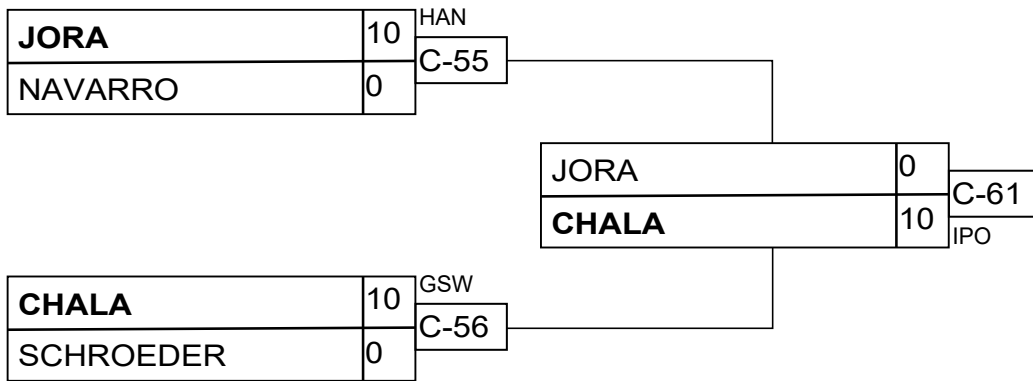 JORA 10 HAN
NAVARRO 0 C-55
JORA 0
CHALA 10 C-61
IPO
CHALA 10 GSW
SCHROEDER 0 C-56